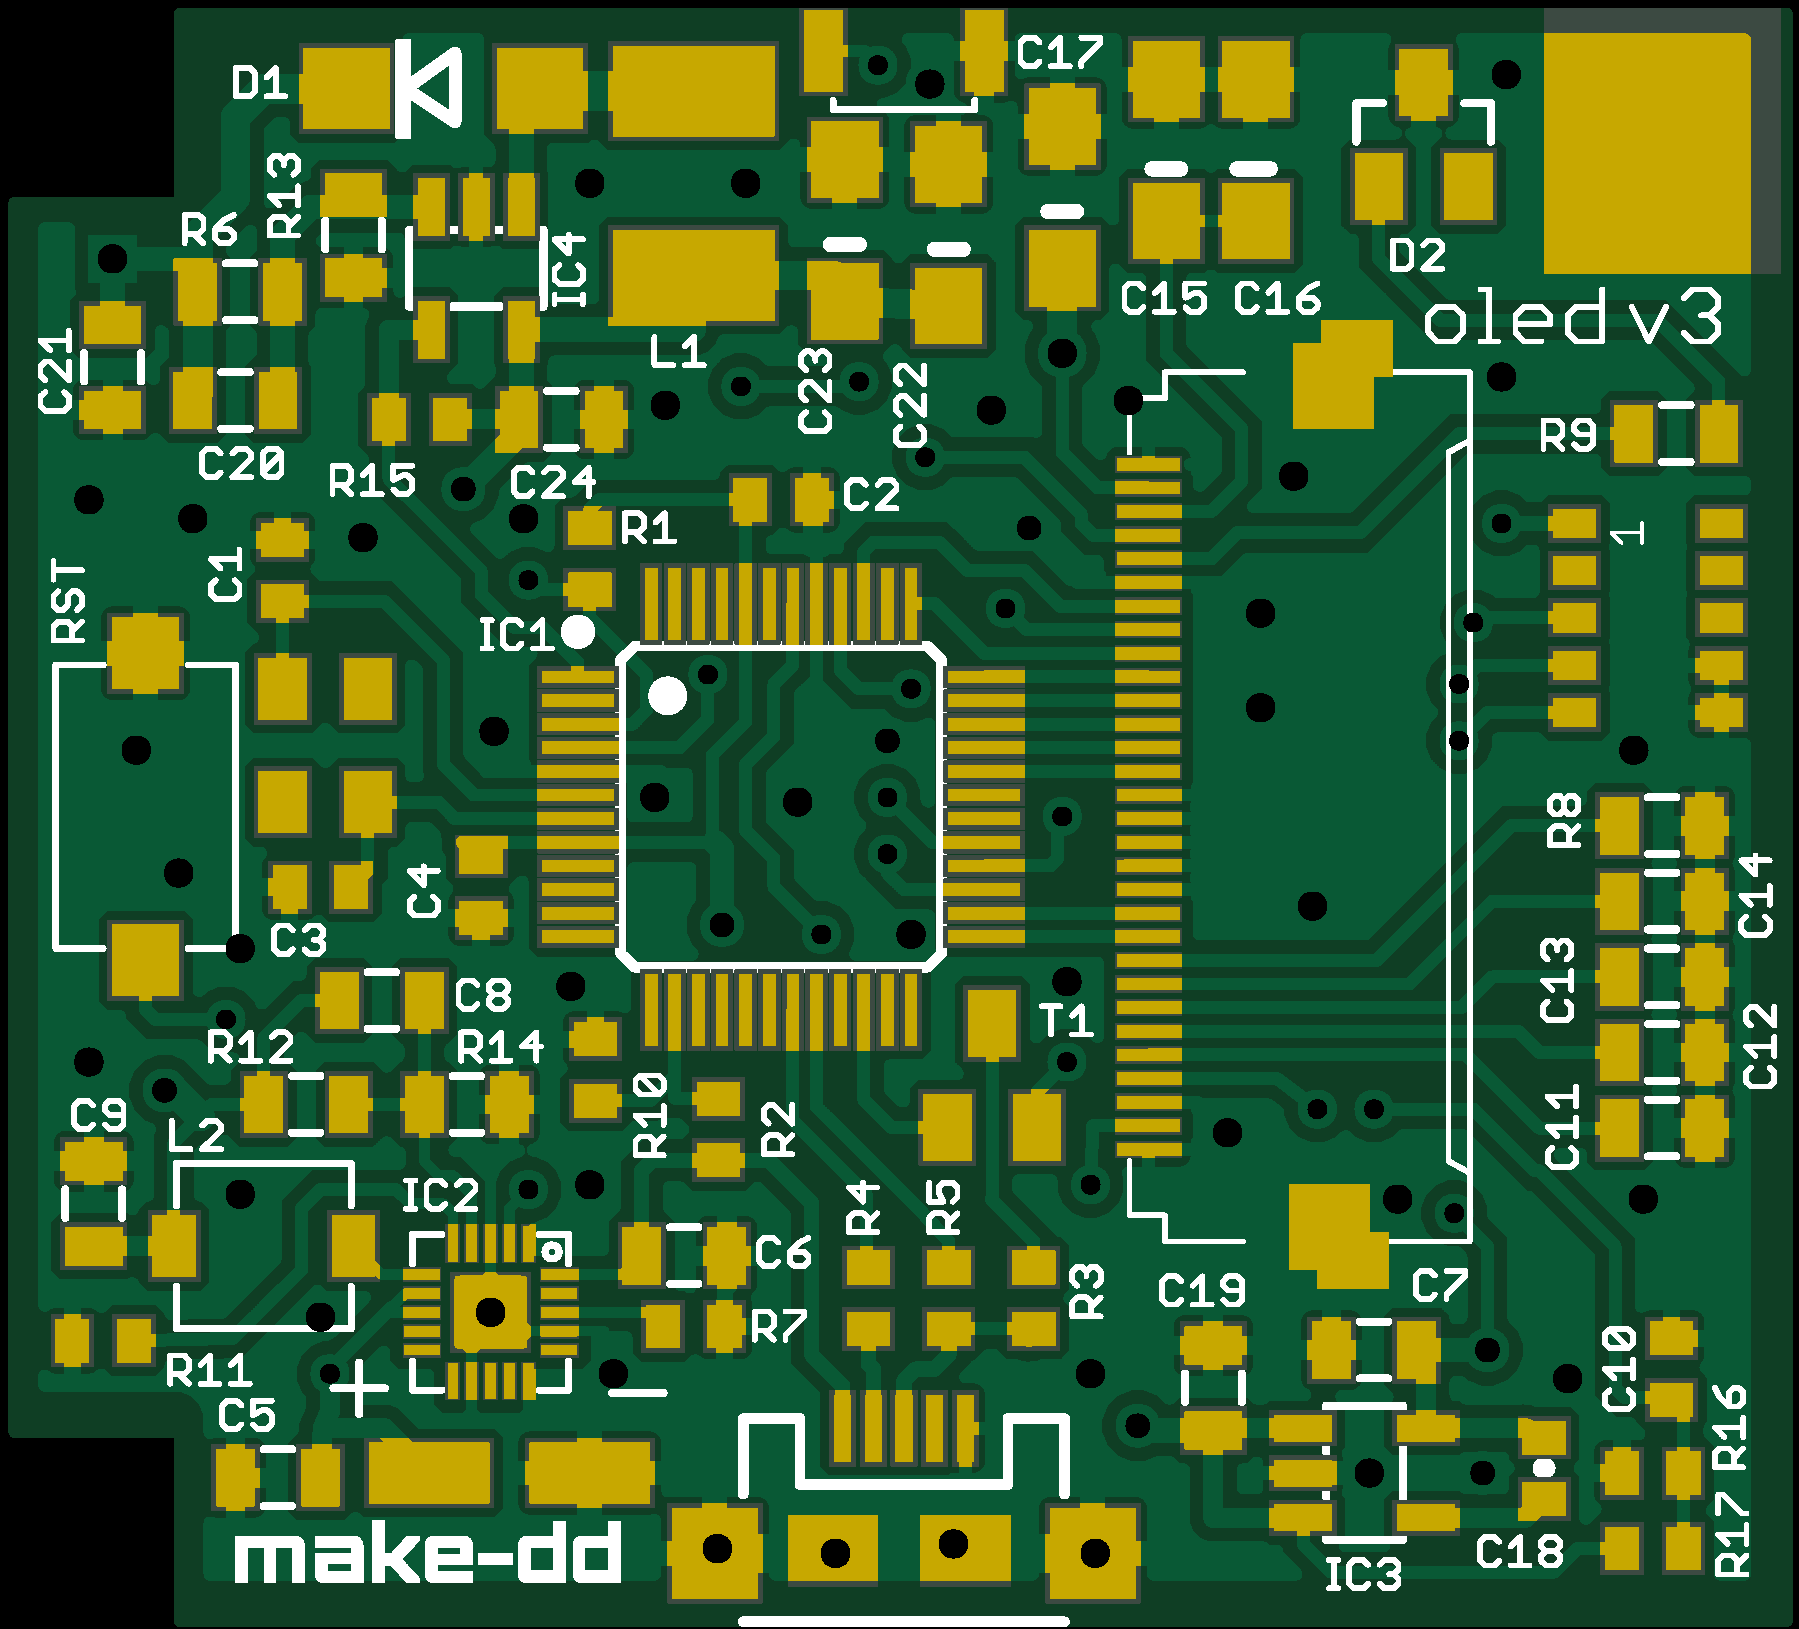 D1
C17
R13
R6
IC4
D2
C15
C16
oled v3
C21
L1
C23
C22
R9
C20
R15
C24
C2
R1
1
C1
RST
IC1
R8
C4
C14
C3
C13
C8
T1
C12
R12
R14
R10
R2
C9
L2
C11
IC2
R4
R5
C6
C19
R3
C7
R7
R11
C10
+
−
C5
R16
make-dd
C18
R17
IC3